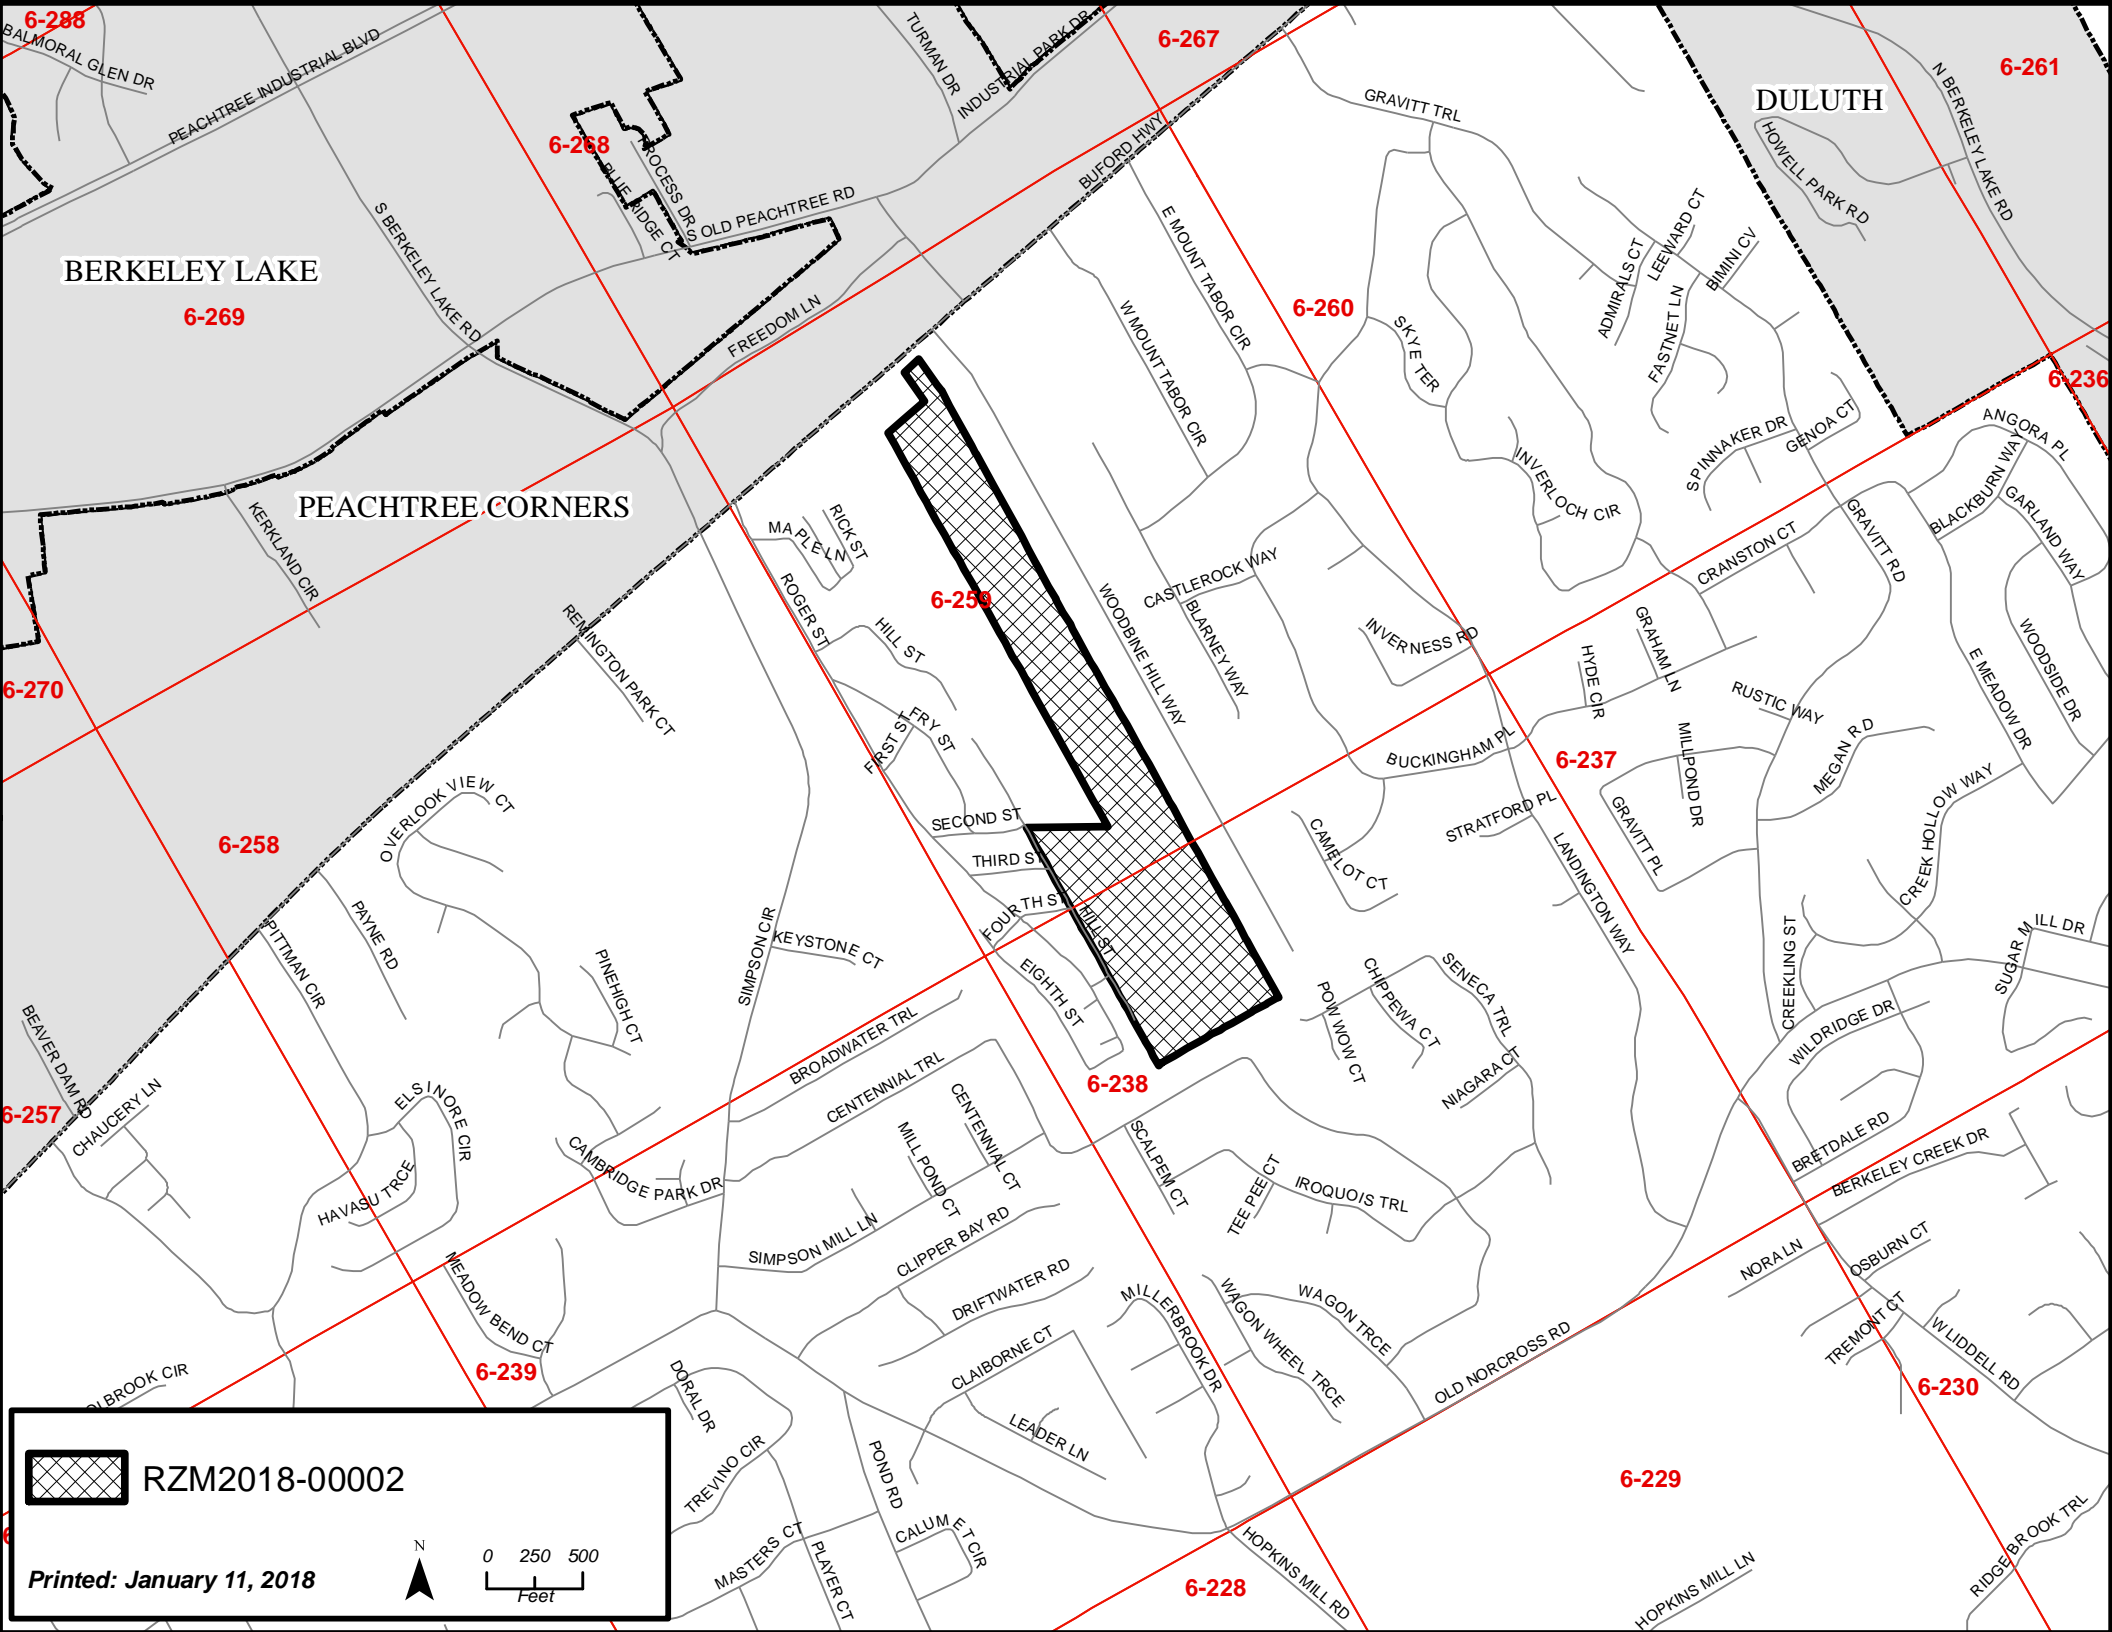 6-288
BALMORAL GLEN DR
PEACHTREE INDUSTRIAL BLVD
TURMAN DR
INDUSTRIAL PARK DR
6-267
6-261
DULUTH
N BERKELEY LAKE RD
HOWELL PARK RD
GRAVITT TRL
6-268
PROCESS DR
BLUE RIDGE CT
S OLD PEACHTREE RD
BUFORD HWY
S BERKELEY LAKE RD
BERKELEY LAKE
6-269
FREEDOM LN
E MOUNT TABOR CIR
W MOUNT TABOR CIR
6-260
SKYE TER
ADMIRALS CT
LEEWARD CT
BIMINI CV
FASTNET LN
6-236
SPINNAKER DR
GENOA CT
ANGORA PL
BLACKBURN WAY
GARLAND WAY
INVERLOCH CIR
GRAVITT RD
CRANSTON CT
PEACHTREE CORNERS
KERKLAND CIR
MAPLE LN
RICK ST
ROGER ST
6-259
CASTLEROCK WAY
BLARNEY WAY
WOODBINE HILL WAY
INVERNESS RD
HYDE CIR
GRAHAM LN
RUSTIC WAY
E MEADOW DR
WOODSIDE DR
REMINGTON PARK CT
HILL ST
FRY ST
FIRST ST
6-270
BUCKINGHAM PL
6-237
MILLPOND DR
MEGAN RD
CREEK HOLLOW WAY
GRAVITT PL
STRATFORD PL
CAMELOT CT
LANDINGTON WAY
OVERLOOK VIEW CT
6-258
SECOND ST
THIRD ST
FOURTH ST
HILL ST
EIGHTH ST
SIMPSON CIR
KEYSTONE CT
PAYNE RD
PITTMAN CIR
PINEHIGH CT
CREEKLING ST
SUGAR MILL DR
WILDRIDGE DR
POW WOW CT
CHIPPEWA CT
SENECA TRL
NIAGARA CT
BEAVER DAM RD
CHAUCERY LN
6-257
ELSINORE CIR
HAVASU TRCE
BROADWATER TRL
CENTENNIAL TRL
CENTENNIAL CT
MILL POND CT
6-238
SCALPEM CT
TEE PEE CT
IROQUOIS TRL
BRETDALE RD
BERKELEY CREEK DR
CAMBRIDGE PARK DR
SIMPSON MILL LN
CLIPPER BAY RD
DRIFTWATER RD
MEADOW BEND CT
MILLERBROOK DR
WAGON WHEEL TRCE
WAGON TRCE
NORA LN
OSBURN CT
TREMONT CT
W LIDDELL RD
6-230
OLD NORCROSS RD
6-239
CLAIBORNE CT
LEADER LN
DORAL DR
TREVINO CIR
POND RD
CALUMET CIR
MASTERS CT
PLAYER CT
6-229
6-228
HOPKINS MILL RD
HOPKINS MILL LN
RIDGE BROOK TRL
RZM2018-00002
Printed: January 11, 2018
N
0 250 500
Feet